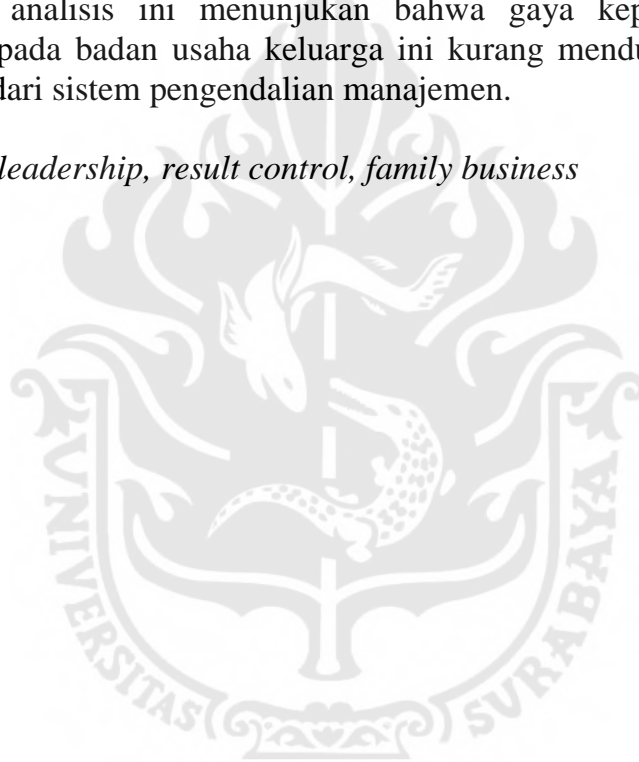 analisis ini menunjukan bahwa gaya kep
pada badan usaha keluarga ini kurang mendu
dari sistem pengendalian manajemen.
leadership, result control, family business
UNIVERSITAS SURABAYA